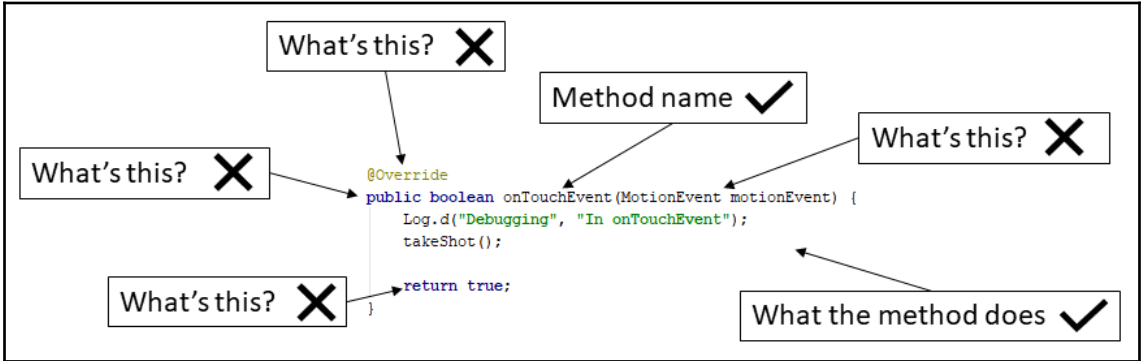 What's this?
Method name
What's this?
What's this?
@Override
public boolean onTouchEvent(MotionEvent motionEvent) {
Log.d("Debugging", "In onTouchEvent");
takeShot();
return true;
}
What's this?
What the method does